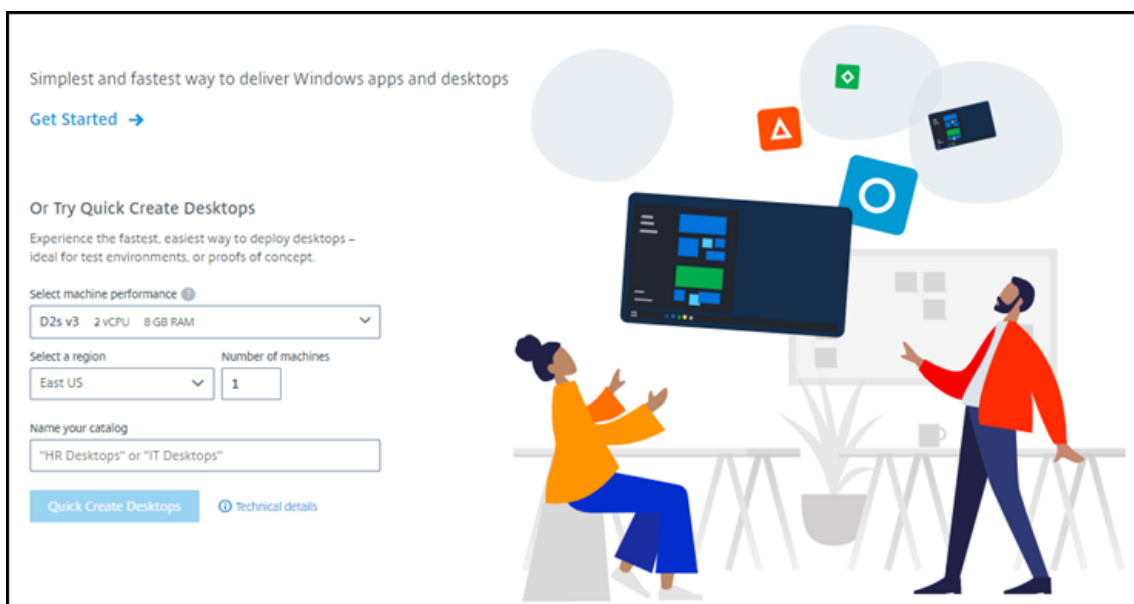 Simplest and fastest way to deliver Windows apps and desktops
Get Started →
Or Try Quick Create Desktops
Experience the fastest, easiest way to deploy desktops –
ideal for test environments, or proofs of concept.
Select machine performance ?
D2s v3 2 vCPU 8 GB RAM
Select a region Number of machines
East US 1
Name your catalog
"HR Desktops" or "IT Desktops"
Quick Create Desktops Technical details